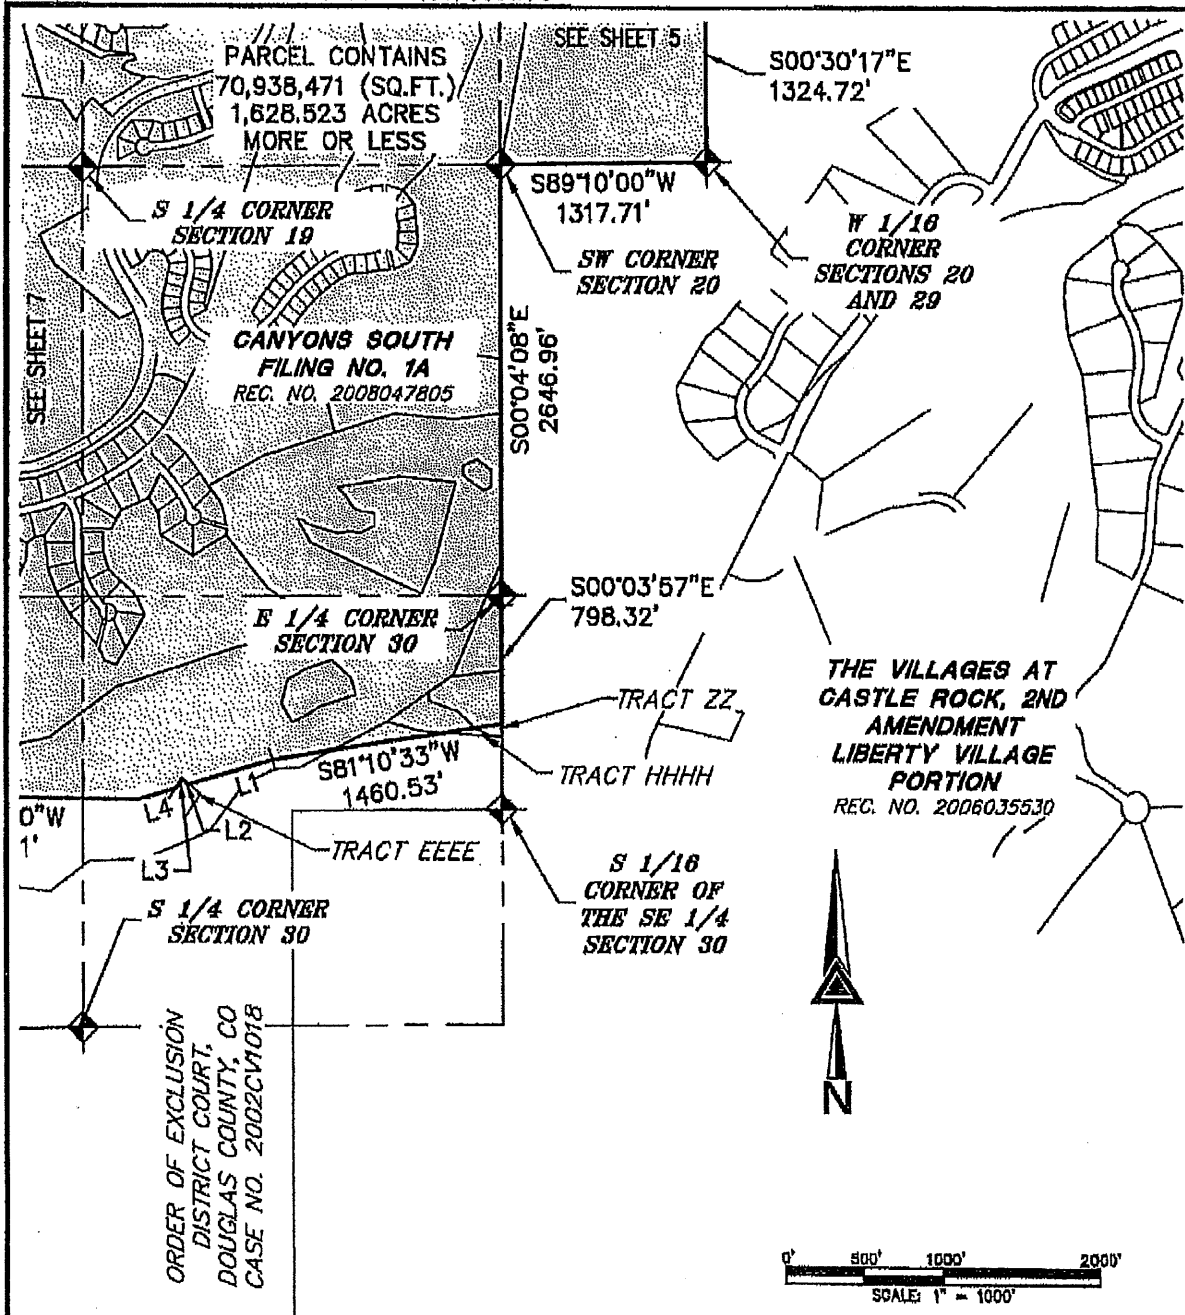 PARCEL CONTAINS
70,938,471 (SQ.FT.)
1,628.523 ACRES
MORE OR LESS
SEE SHEET 5
S00°30'17"E
1324.72'
S 1/4 CORNER
SECTION 19
S89°10'00"W
1317.71'
SW CORNER
SECTION 20
W 1/16
CORNER
SECTIONS 20
AND 29
SEE SHEET 7
CANYONS SOUTH
FILING NO. 1A
REC. NO. 2008047805
S00°04'08"E
2646.96'
E 1/4 CORNER
SECTION 30
S00°03'57"E
798.32'
TRACT ZZ
TRACT HHHH
THE VILLAGES AT
CASTLE ROCK, 2ND
AMENDMENT
LIBERTY VILLAGE
PORTION
REC. NO. 2006035530
S81°10'33"W
1460.53'
0"W
1'
L4
L1
L2
L3
TRACT EEEE
S 1/4 CORNER
SECTION 30
S 1/16
CORNER OF
THE SE 1/4
SECTION 30
ORDER OF EXCLUSION
DISTRICT COURT,
DOUGLAS COUNTY, CO
CASE NO. 2002CV1018
N
0' 500' 1000' 2000'
SCALE: 1" = 1000'